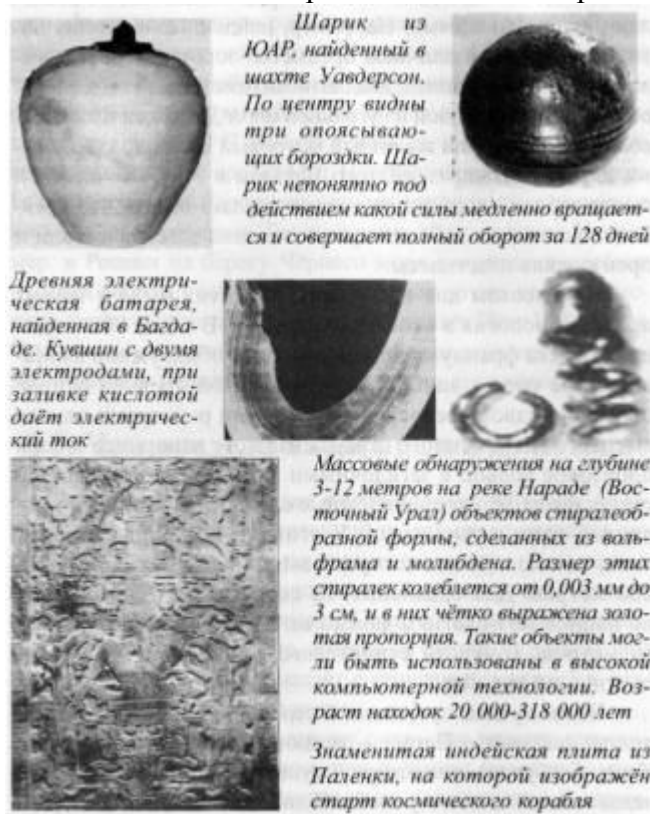 Шарик из
ЮАР, найденный в
шахте Уавдерсон.
По центру видны
три опоясываю-
щих бороздки. Ша-
рик непонятно под
действием какой силы медленно вращает-
ся и совершает полный оборот за 128 дней
Древняя электри-
ческая батарея,
найденная в Багда-
де. Кувшин с двумя
электродами, при
заливке кислотой
даёт электричес-
кий ток
Массовые обнаружения на глубине
3-12 метров на реке Нараде (Вос-
точный Урал) объектов спиралеоб-
разной формы, сделанных из воль-
фрама и молибдена. Размер этих
спиралек колеблется от 0,003 мм до
3 см, и в них чётко выражена золо-
тая пропорция. Такие объекты мог-
ли быть использованы в высокой
компьютерной технологии. Воз-
раст находок 20 000-318 000 лет
Знаменитая индейская плита из
Паленки, на которой изображён
старт космического корабля